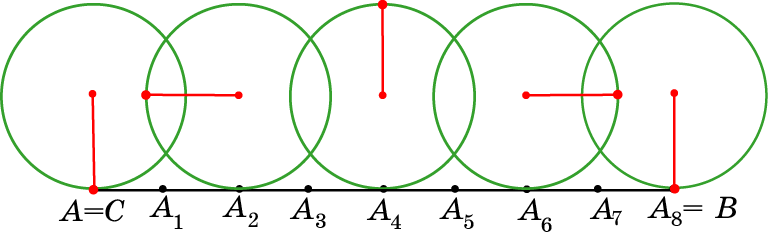 A=C A₁ A₂ A₃ A₄ A₅ A₆ A₇ A₈= B